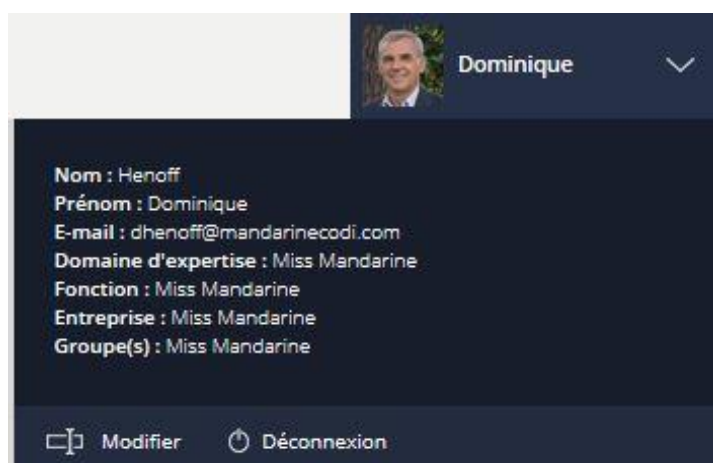 Dominique
Nom : Henoff
Prénom : Dominique
E-mail : dhenoff@mandarinecodi.com
Domaine d'expertise : Miss Mandarine
Fonction : Miss Mandarine
Entreprise : Miss Mandarine
Groupe(s) : Miss Mandarine
Modifier Déconnexion